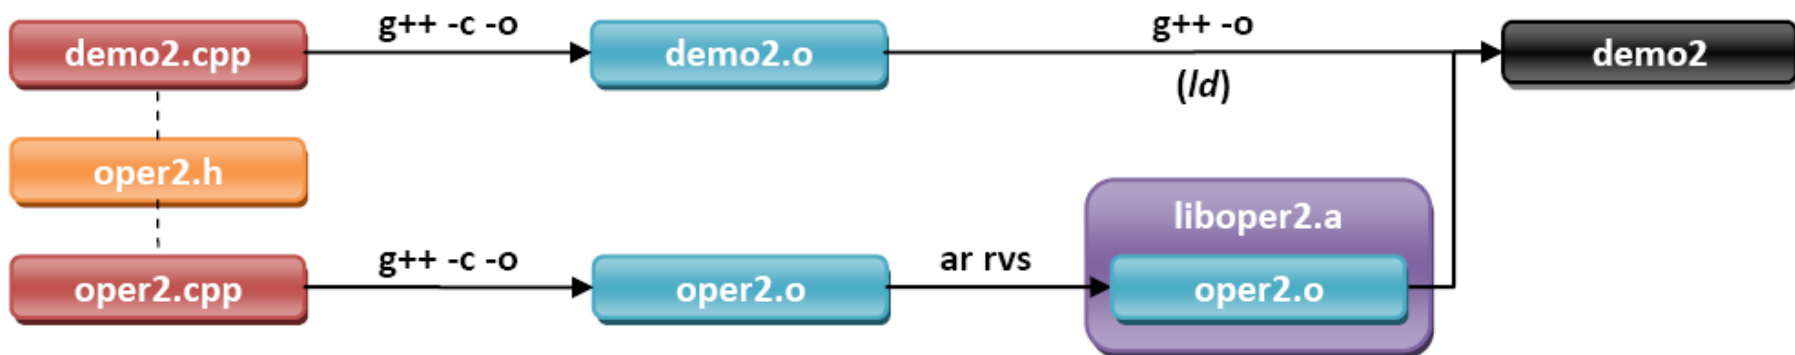 g++ -c -o
g++ -o
demo2.cpp
demo2.o
demo2
(ld)
oper2.h
liboper2.a
g++ -c -o
ar rvs
oper2.cpp
oper2.o
oper2.o